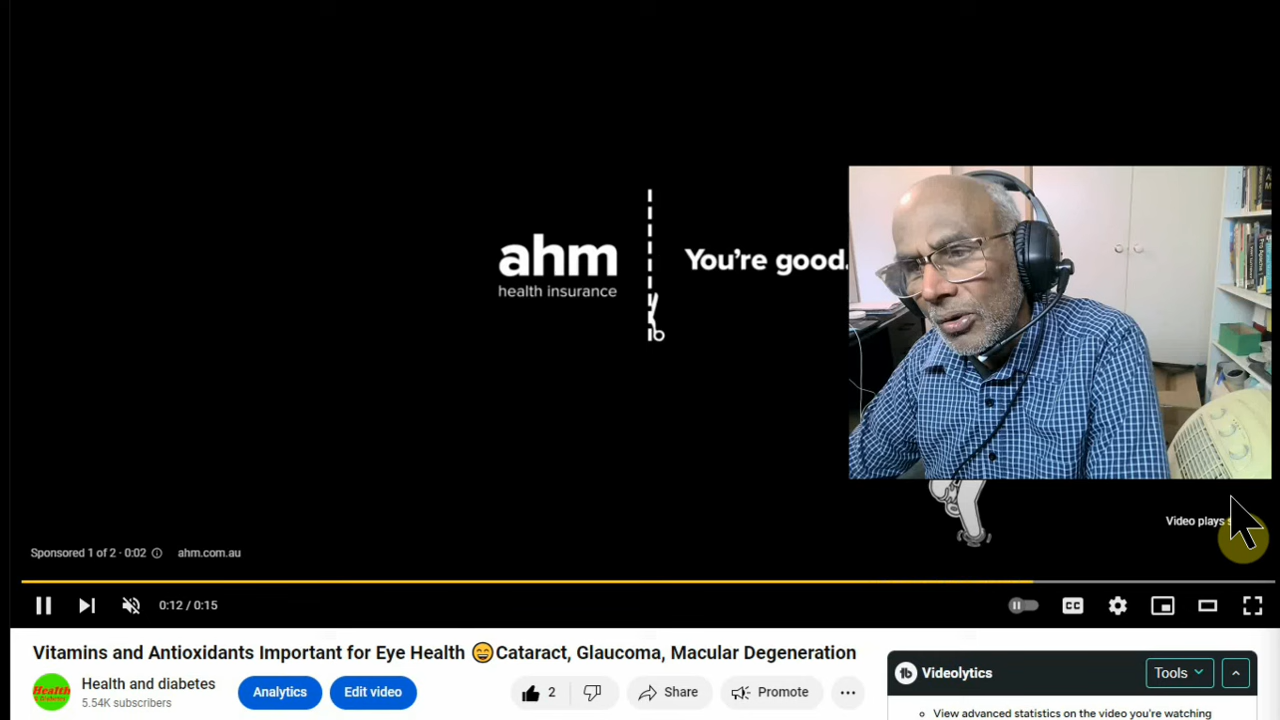 ahm
health insurance
You're good.
Video plays
Sponsored 1 of 2 · 0:02
ahm.com.au
0:12 / 0:15
CC
Vitamins and Antioxidants Important for Eye Health 😄Cataract, Glaucoma, Macular Degeneration
Health
Health and diabetes
5.54K subscribers
Analytics
Edit video
2
Share
Promote
Videolytics
Tools
View advanced statistics on the video you're watching